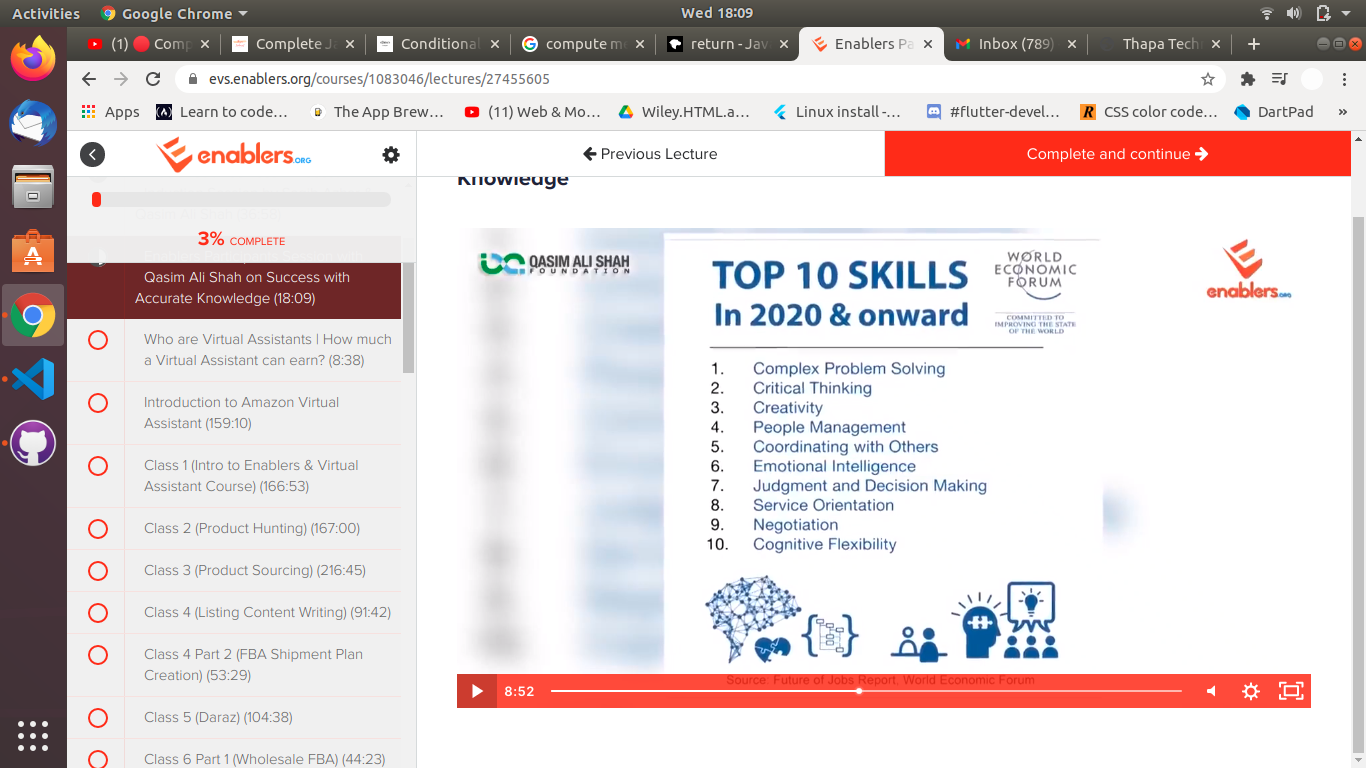 Activities
Google Chrome
Wed 18:09
(1) Comp
Complete Ja
Conditional
compute me
return - Java
Enablers Pa
Inbox (789)
Thapa Tech
evs.enablers.org/courses/1083046/lectures/27455605
Apps
Learn to code...
The App Brew...
(11) Web & Mo...
Wiley.HTML.a...
Linux install -...
#flutter-devel...
CSS color code...
DartPad
»
enablers.ORG
Previous Lecture
Complete and continue
3% COMPLETE
Qasim Ali Shah on Success with
Accurate Knowledge (18:09)
Who are Virtual Assistants | How much
a Virtual Assistant can earn? (8:38)
Introduction to Amazon Virtual
Assistant (159:10)
Class 1 (Intro to Enablers & Virtual
Assistant Course) (166:53)
Class 2 (Product Hunting) (167:00)
Class 3 (Product Sourcing) (216:45)
Class 4 (Listing Content Writing) (91:42)
Class 4 Part 2 (FBA Shipment Plan
Creation) (53:29)
Class 5 (Daraz) (104:38)
Class 6 Part 1 (Wholesale FBA) (44:23)
Knowledge
QASIM ALI SHAH
FOUNDATION
TOP 10 SKILLS
In 2020 & onward
WORLD
ECONOMIC
FORUM
COMMITTED TO
IMPROVING THE STATE
OF THE WORLD
enablers.ORG
1. Complex Problem Solving
2. Critical Thinking
3. Creativity
4. People Management
5. Coordinating with Others
6. Emotional Intelligence
7. Judgment and Decision Making
8. Service Orientation
9. Negotiation
10. Cognitive Flexibility
Source: Future of Jobs Report, World Economic Forum
8:52